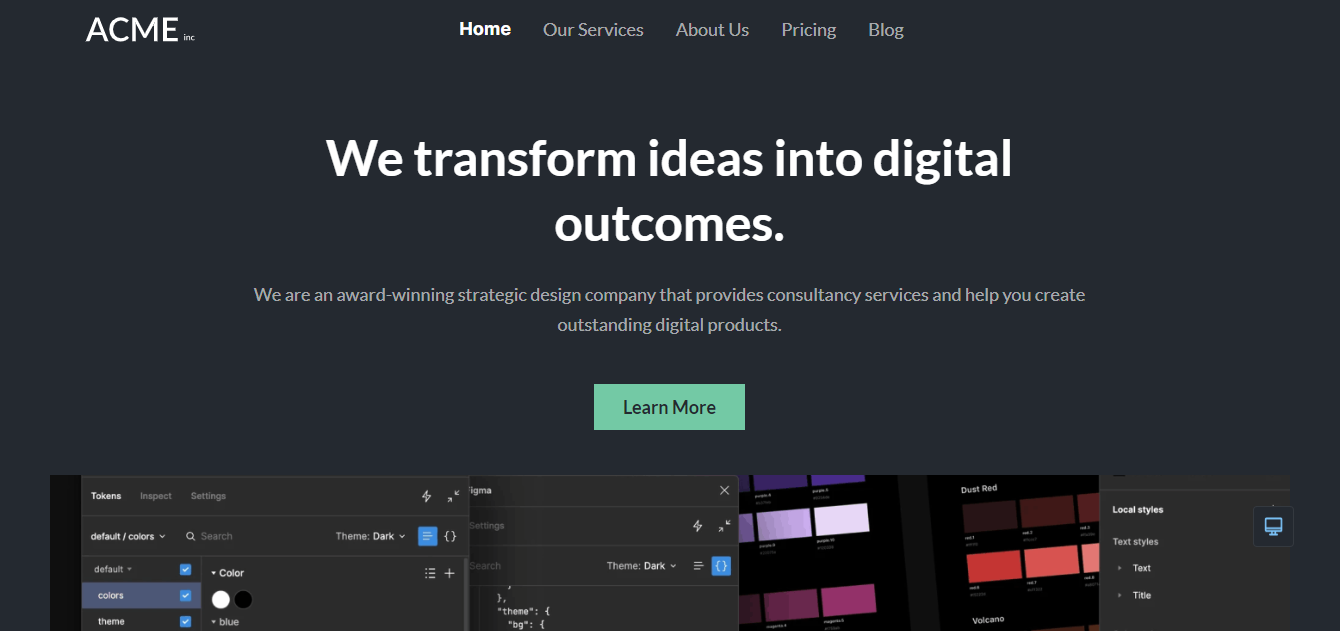 ACME inc
Home Our Services About Us Pricing Blog
We transform ideas into digital
outcomes.
We are an award-winning strategic design company that provides consultancy services and help you create
outstanding digital products.
Learn More
Tokens Inspect Settings
default / colors Search Theme: Dark {}
default
colors
theme
Color
blue
igma
Settings
Search Theme: Dark {}
},
"theme": {
"bg": {
Dust Red
Volcano
Local styles
Text styles
Text
Title